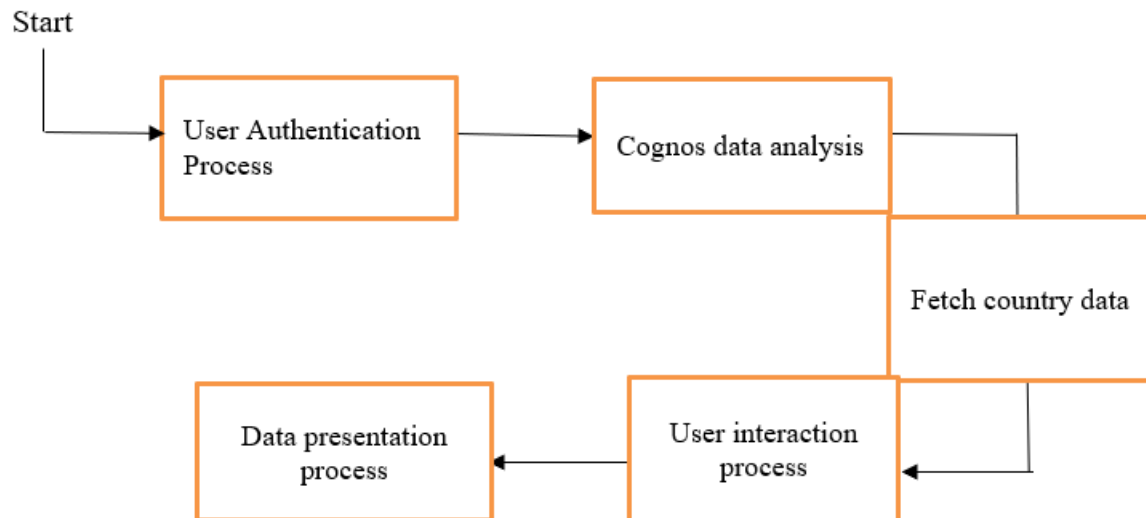 Start
User Authentication
Process
Cognos data analysis
Fetch country data
User interaction
process
Data presentation
process